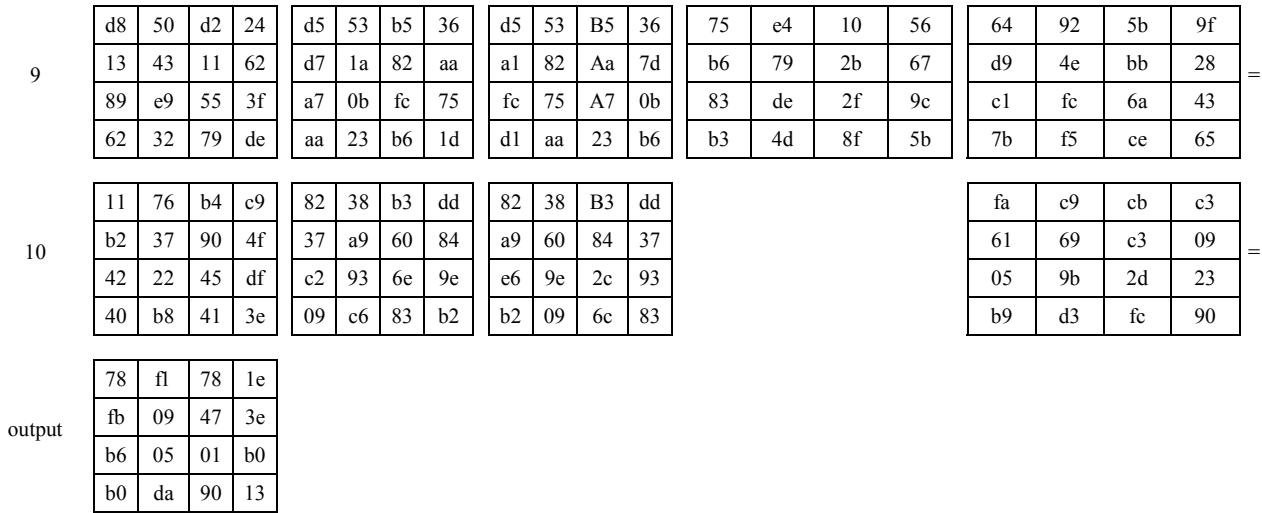 d8 50 d2 24 d5 53 b5 36 d5 53 B5 36 75 e4 10 56 64 92 5b 9f
13 43 11 62 d7 1a 82 aa a1 82 Aa 7d b6 79 2b 67 d9 4e bb 28
9 =
89 e9 55 3f a7 0b fc 75 fc 75 A7 0b 83 de 2f 9c c1 fc 6a 43
62 32 79 de aa 23 b6 1d d1 aa 23 b6 b3 4d 8f 5b 7b f5 ce 65
11 76 b4 c9 82 38 b3 dd 82 38 B3 dd fa c9 cb c3
b2 37 90 4f 37 a9 60 84 a9 60 84 37 61 69 c3 09
10 =
42 22 45 df c2 93 6e 9e e6 9e 2c 93 05 9b 2d 23
40 b8 41 3e 09 c6 83 b2 b2 09 6c 83 b9 d3 fc 90
78 f1 78 1e
fb 09 47 3e
output
b6 05 01 b0
b0 da 90 13